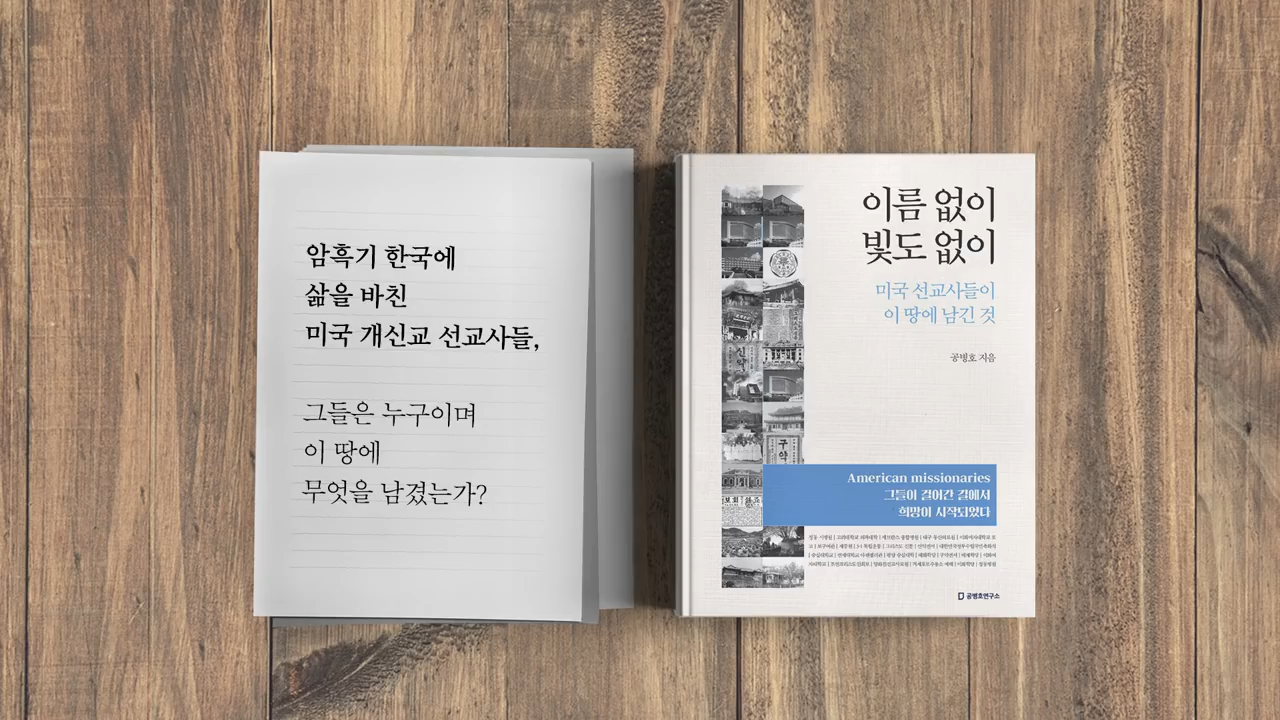 암흑기 한국에
삶을 바친
미국 개신교 선교사들,
그들은 누구이며
이 땅에
무엇을 남겼는가?
이름 없이
빛도 없이
미국 선교사들이
이 땅에 남긴 것
공병호 지음
신약
구약
American missionaries
그들이 걸어간 길에서
희망이 시작되었다
공병호연구소